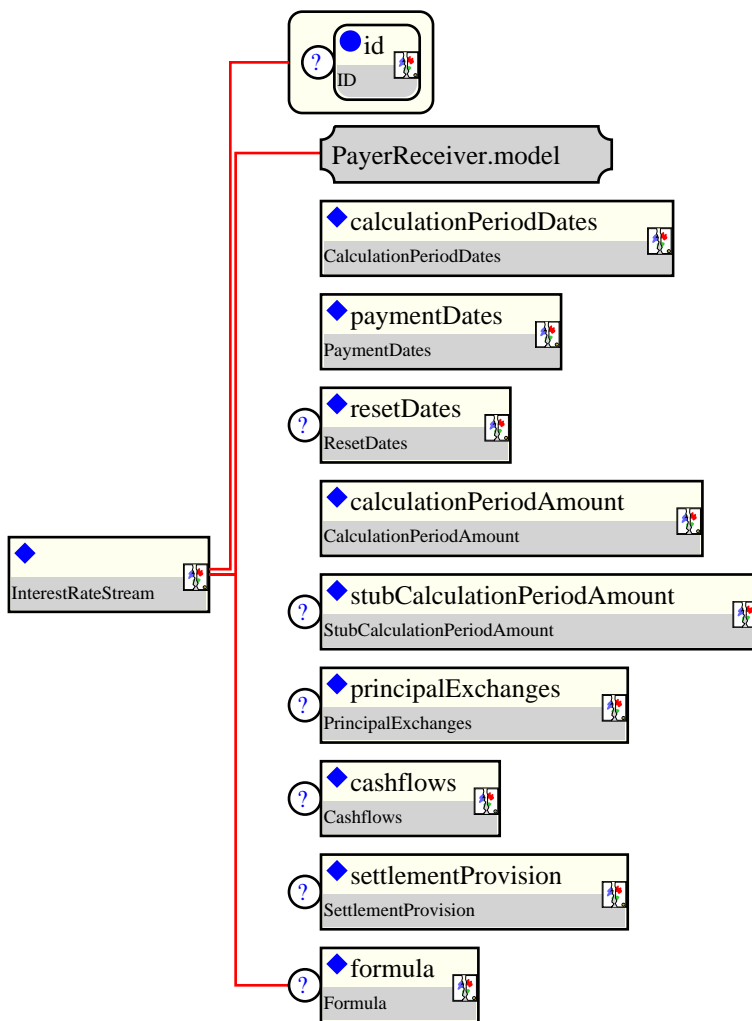 ? id
ID
PayerReceiver.model
calculationPeriodDates
CalculationPeriodDates
paymentDates
PaymentDates
? resetDates
ResetDates
calculationPeriodAmount
CalculationPeriodAmount
InterestRateStream
? stubCalculationPeriodAmount
StubCalculationPeriodAmount
? principalExchanges
PrincipalExchanges
? cashflows
Cashflows
? settlementProvision
SettlementProvision
? formula
Formula